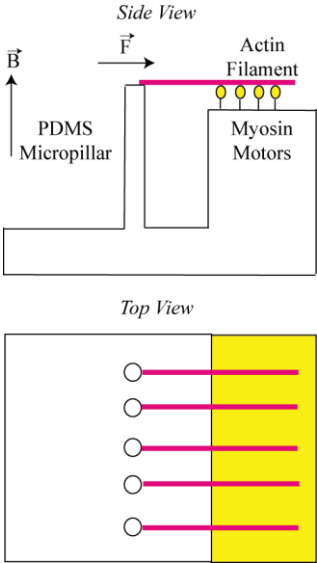 Side View
B
F
Actin
Filament
PDMS
Micropillar
Myosin
Motors
Top View